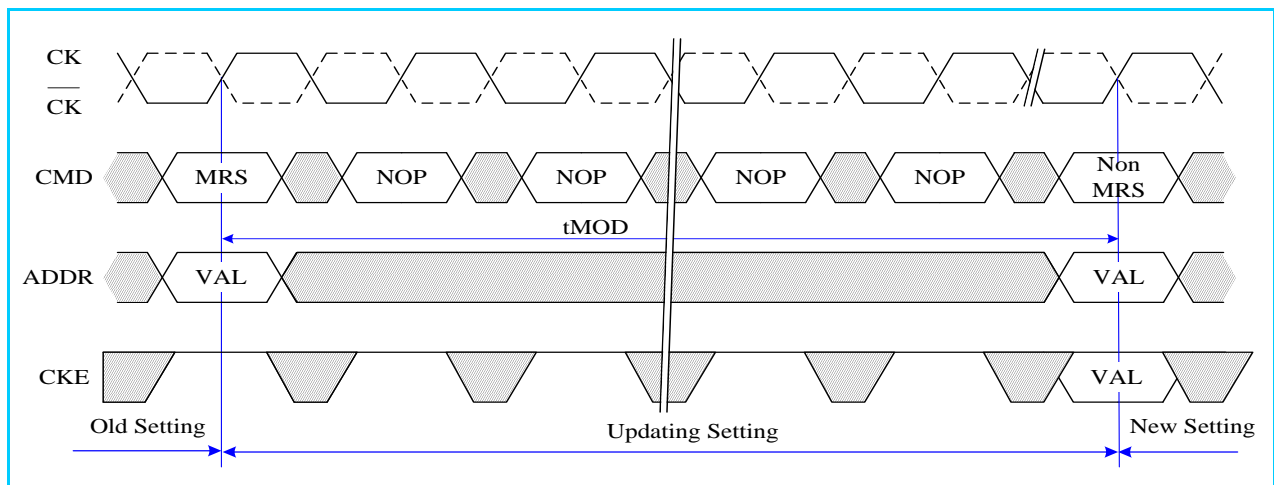 CK
CK
CMD MRS NOP NOP NOP NOP Non MRS
tMOD
ADDR VAL VAL
CKE VAL
Old Setting Updating Setting New Setting